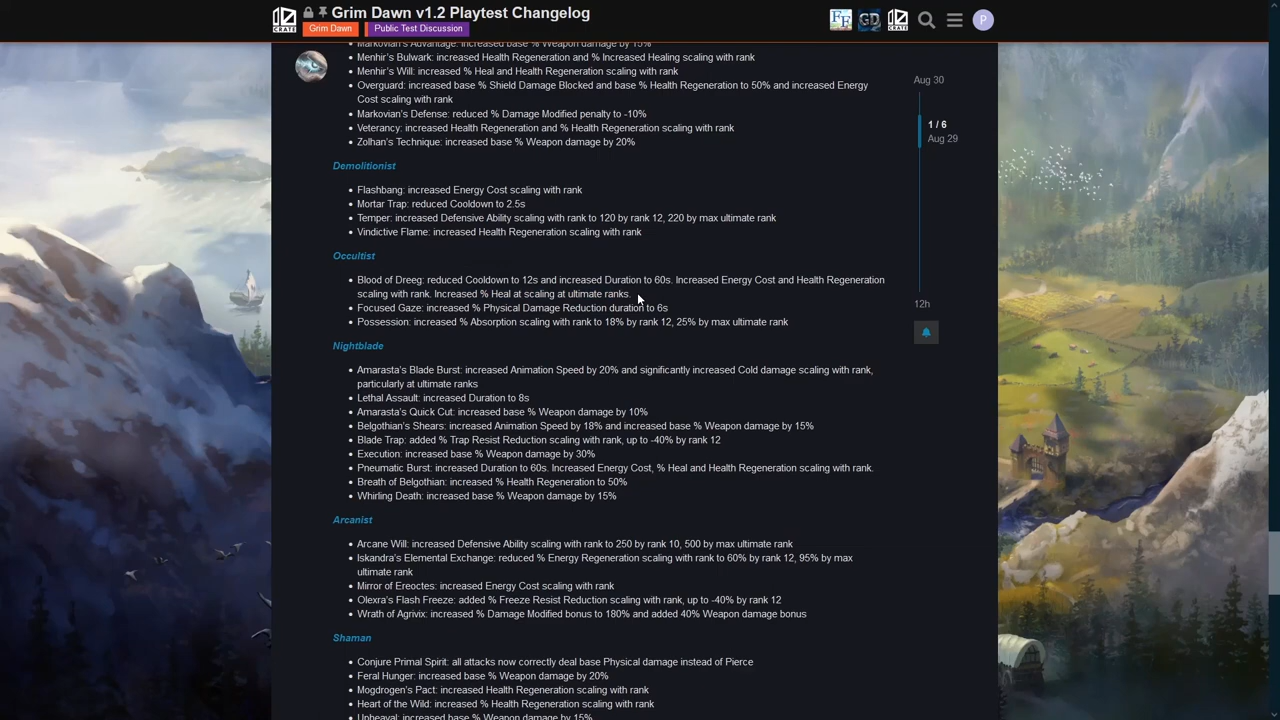 Grim Dawn v1.2 Playtest Changelog
Grim Dawn
Public Test Discussion
CRATE
FF
GD
CRATE
P
Markovian's Advantage: increased base % Weapon damage by 15%
Menhir's Bulwark: increased Health Regeneration and % Increased Healing scaling with rank
Menhir's Will: increased % Heal and Health Regeneration scaling with rank
Overguard: increased base % Shield Damage Blocked and base % Health Regeneration to 50% and increased Energy
Cost scaling with rank
Markovian's Defense: reduced % Damage Modified penalty to -10%
Veterancy: increased Health Regeneration and % Health Regeneration scaling with rank
Zolhan's Technique: increased base % Weapon damage by 20%
Demolitionist
Flashbang: increased Energy Cost scaling with rank
Mortar Trap: reduced Cooldown to 2.5s
Temper: increased Defensive Ability scaling with rank to 120 by rank 12, 220 by max ultimate rank
Vindictive Flame: increased Health Regeneration scaling with rank
Occultist
Blood of Dreeg: reduced Cooldown to 12s and increased Duration to 60s. Increased Energy Cost and Health Regeneration
scaling with rank. Increased % Heal at scaling at ultimate ranks.
Focused Gaze: increased % Physical Damage Reduction duration to 6s
Possession: increased % Absorption scaling with rank to 18% by rank 12, 25% by max ultimate rank
Nightblade
Amarasta's Blade Burst: increased Animation Speed by 20% and significantly increased Cold damage scaling with rank,
particularly at ultimate ranks
Lethal Assault: increased Duration to 8s
Amarasta's Quick Cut: increased base % Weapon damage by 10%
Belgothian's Shears: increased Animation Speed by 18% and increased base % Weapon damage by 15%
Blade Trap: added % Trap Resist Reduction scaling with rank, up to -40% by rank 12
Execution: increased base % Weapon damage by 30%
Pneumatic Burst: increased Duration to 60s. Increased Energy Cost, % Heal and Health Regeneration scaling with rank.
Breath of Belgothian: increased % Health Regeneration to 50%
Whirling Death: increased base % Weapon damage by 15%
Arcanist
Arcane Will: increased Defensive Ability scaling with rank to 250 by rank 10, 500 by max ultimate rank
Iskandra's Elemental Exchange: reduced % Energy Regeneration scaling with rank to 60% by rank 12, 95% by max
ultimate rank
Mirror of Ereoctes: increased Energy Cost scaling with rank
Olexra's Flash Freeze: added % Freeze Resist Reduction scaling with rank, up to -40% by rank 12
Wrath of Agrivix: increased % Damage Modified bonus to 180% and added 40% Weapon damage bonus
Shaman
Conjure Primal Spirit: all attacks now correctly deal base Physical damage instead of Pierce
Feral Hunger: increased base % Weapon damage by 20%
Mogdrogen's Pact: increased Health Regeneration scaling with rank
Heart of the Wild: increased % Health Regeneration scaling with rank
Upheaval: increased base % Weapon damage by 15%
Aug 30
1 / 6
Aug 29
12h